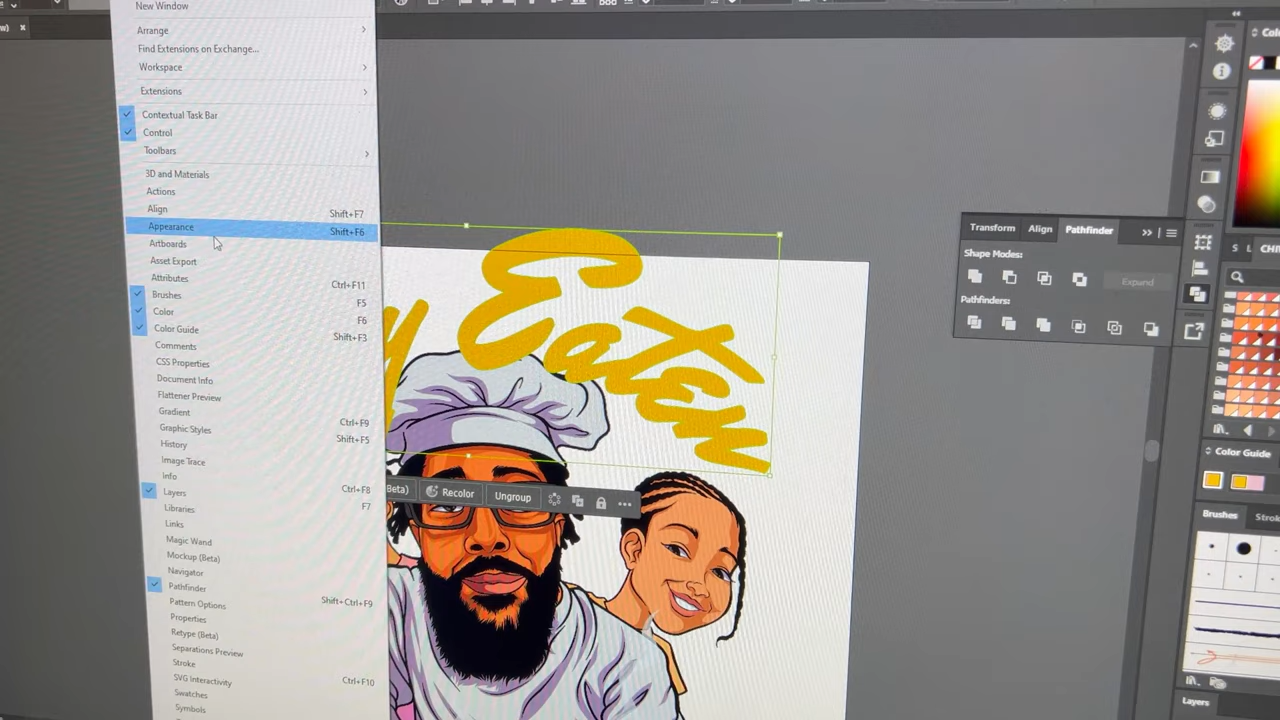 New Window
Arrange
Find Extensions on Exchange...
Workspace
Extensions
Contextual Task Bar
Control
Toolbars
3D and Materials
Actions
Align Shift+F7
Appearance Shift+F6
Artboards
Asset Export
Attributes Ctrl+F11
Brushes F5
Color F6
Color Guide Shift+F3
Comments
CSS Properties
Document Info
Flattener Preview
Gradient Ctrl+F9
Graphic Styles Shift+F5
History
Image Trace
Info Ctrl+F8
Layers F7
Libraries
Links
Magic Wand
Mockup (Beta)
Navigator
Pathfinder Shift+Ctrl+F9
Pattern Options
Properties
Retype (Beta)
Separations Preview
Stroke
SVG Interactivity Ctrl+F10
Swatches
Symbols
Eaten
Beta) Recolor Ungroup
Transform Align Pathfinder
Shape Modes:
Expand
Pathfinders:
Color Guide
Brushes
Layers